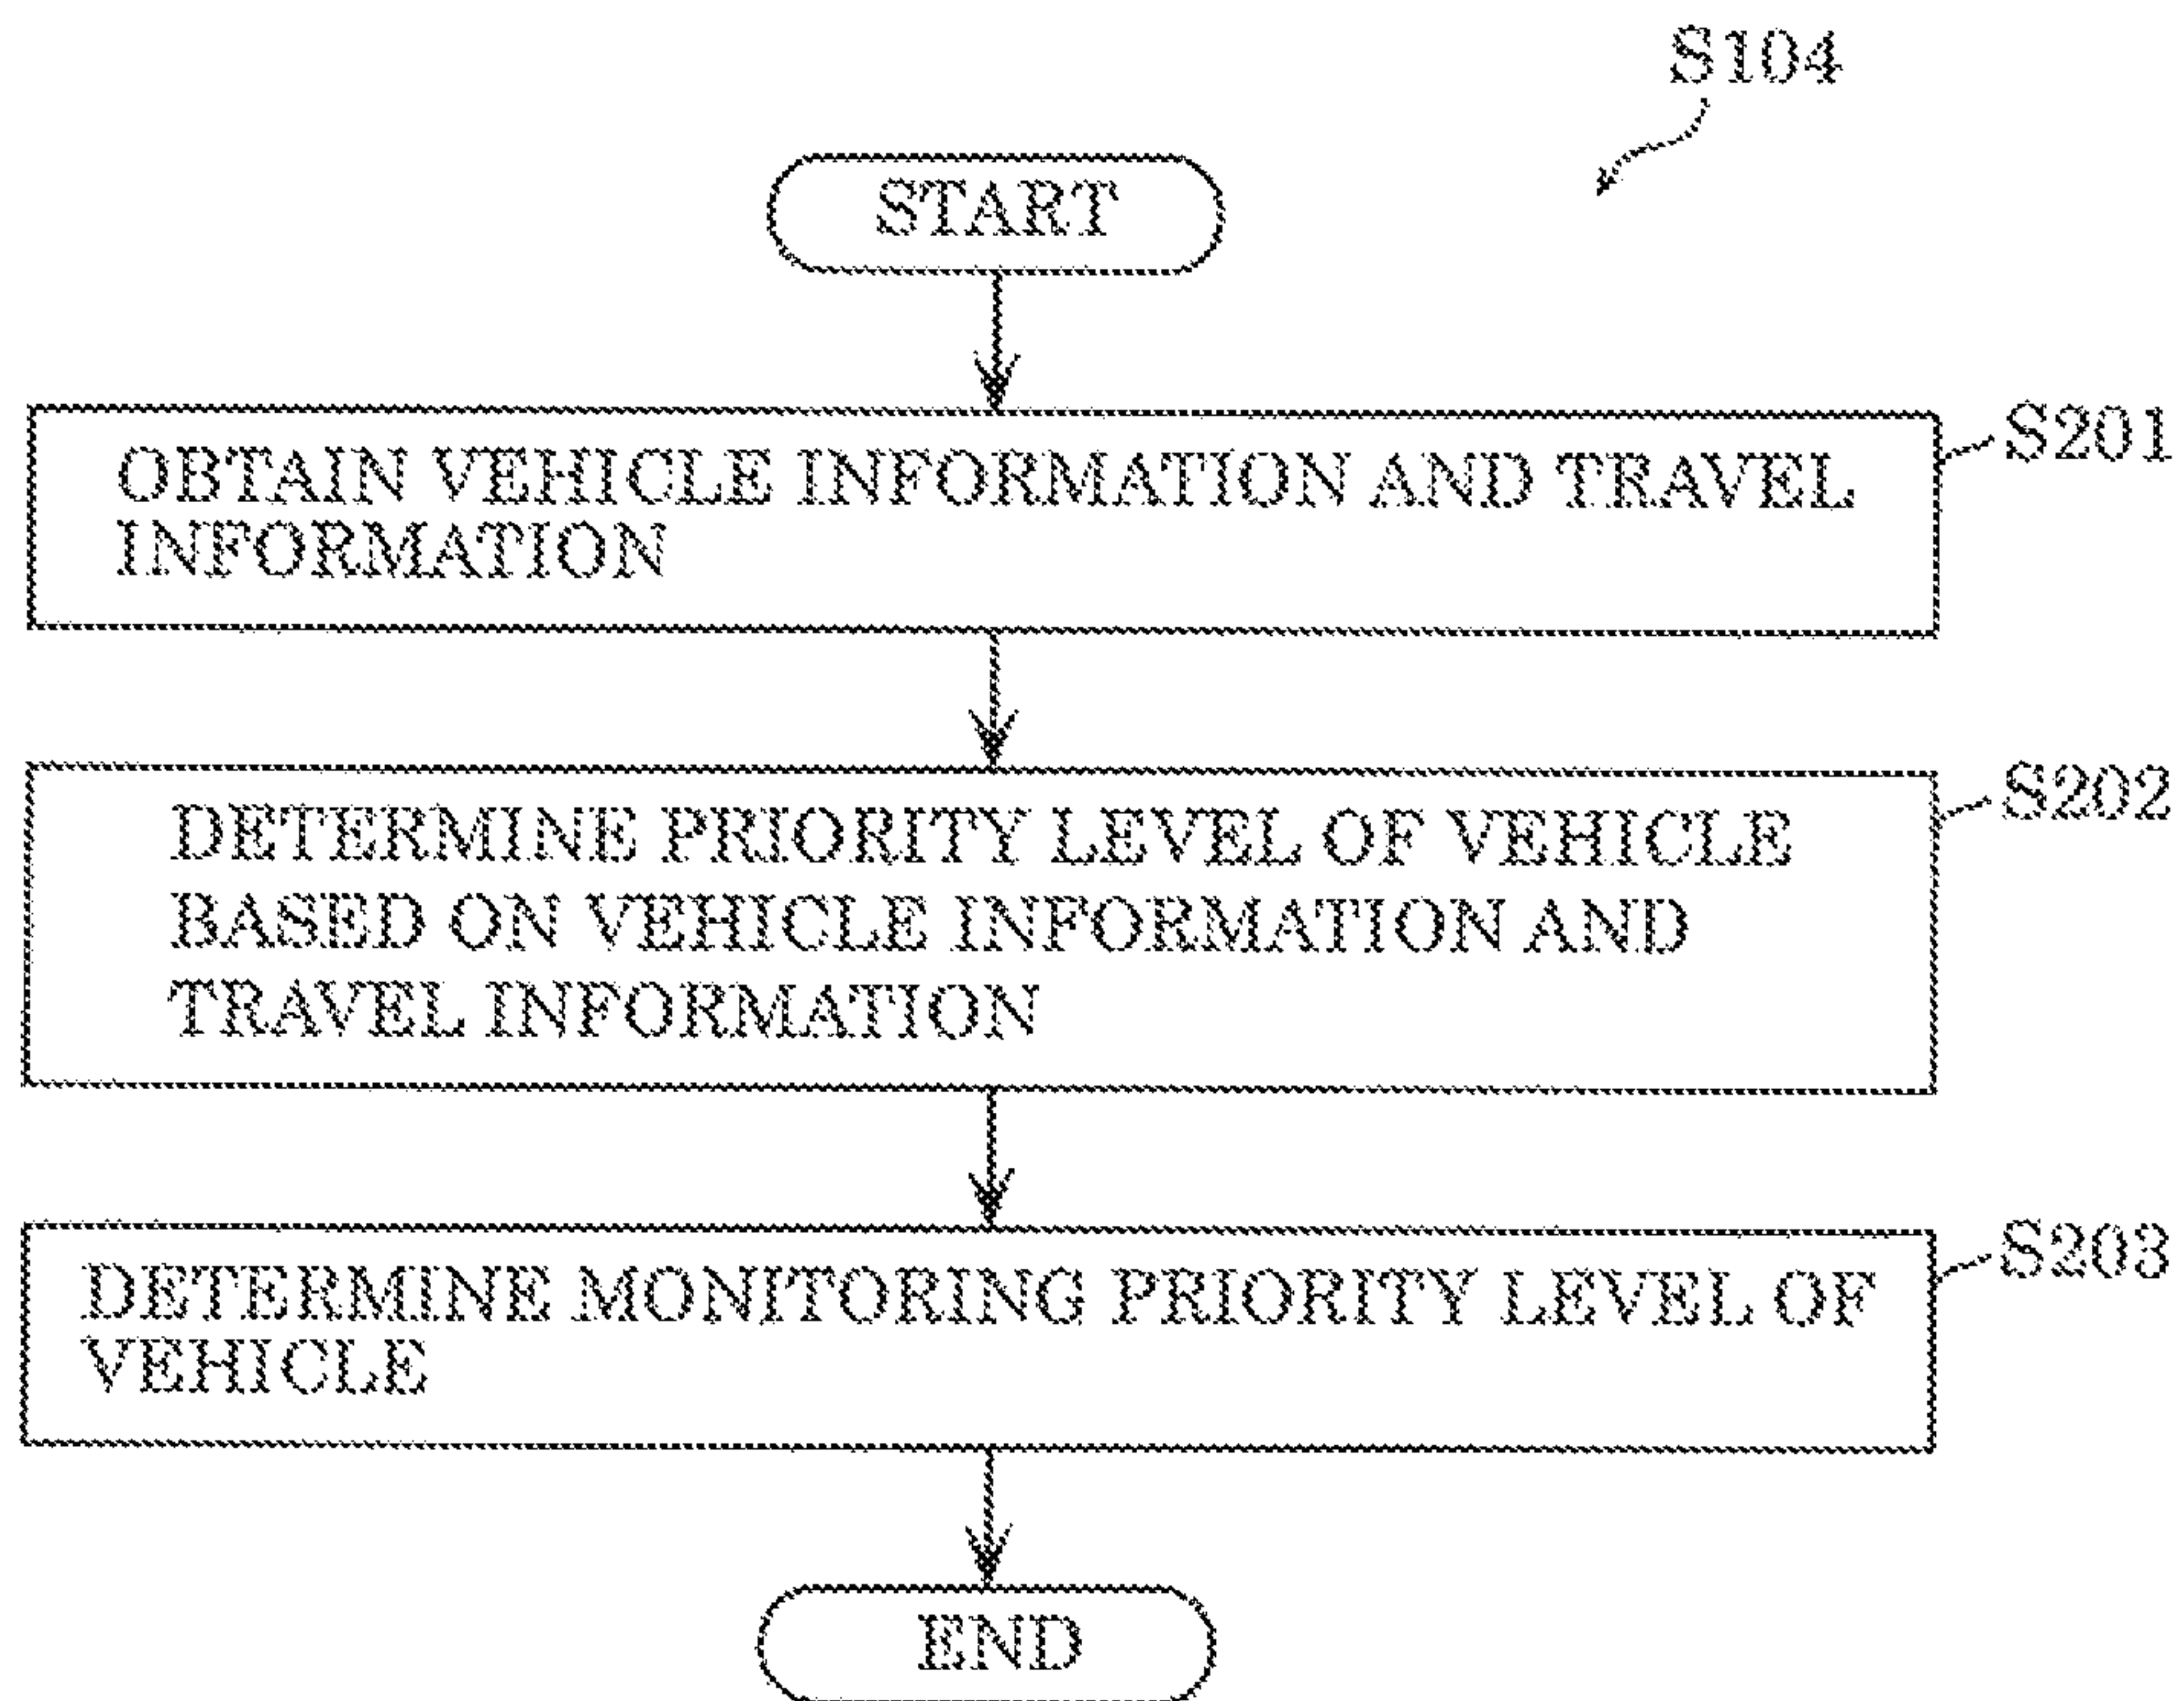 S104
START
OBTAIN VEHICLE INFORMATION AND TRAVEL
INFORMATION
S201
DETERMINE PRIORITY LEVEL OF VEHICLE
BASED ON VEHICLE INFORMATION AND
TRAVEL INFORMATION
S202
DETERMINE MONITORING PRIORITY LEVEL OF
VEHICLE
S203
END